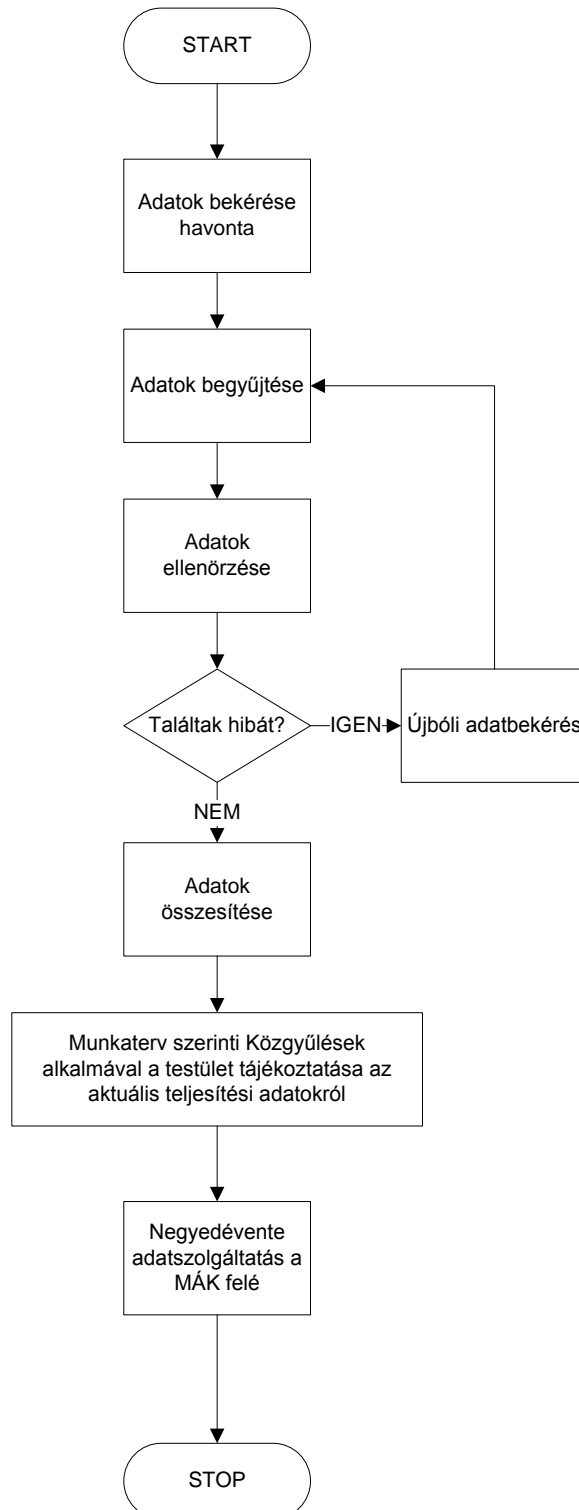 START
Adatok bekérése
havonta
Adatok begyűjtése
Adatok
ellenörzése
Találtak hibát?
IGEN
Újbóli adatbekérés
NEM
Adatok
összesítése
Munkaterv szerinti Közgyűlések
alkalmával a testület tájékoztatása az
aktuális teljesítési adatokról
Negyedévente
adatszolgáltatás a
MÁK felé
STOP